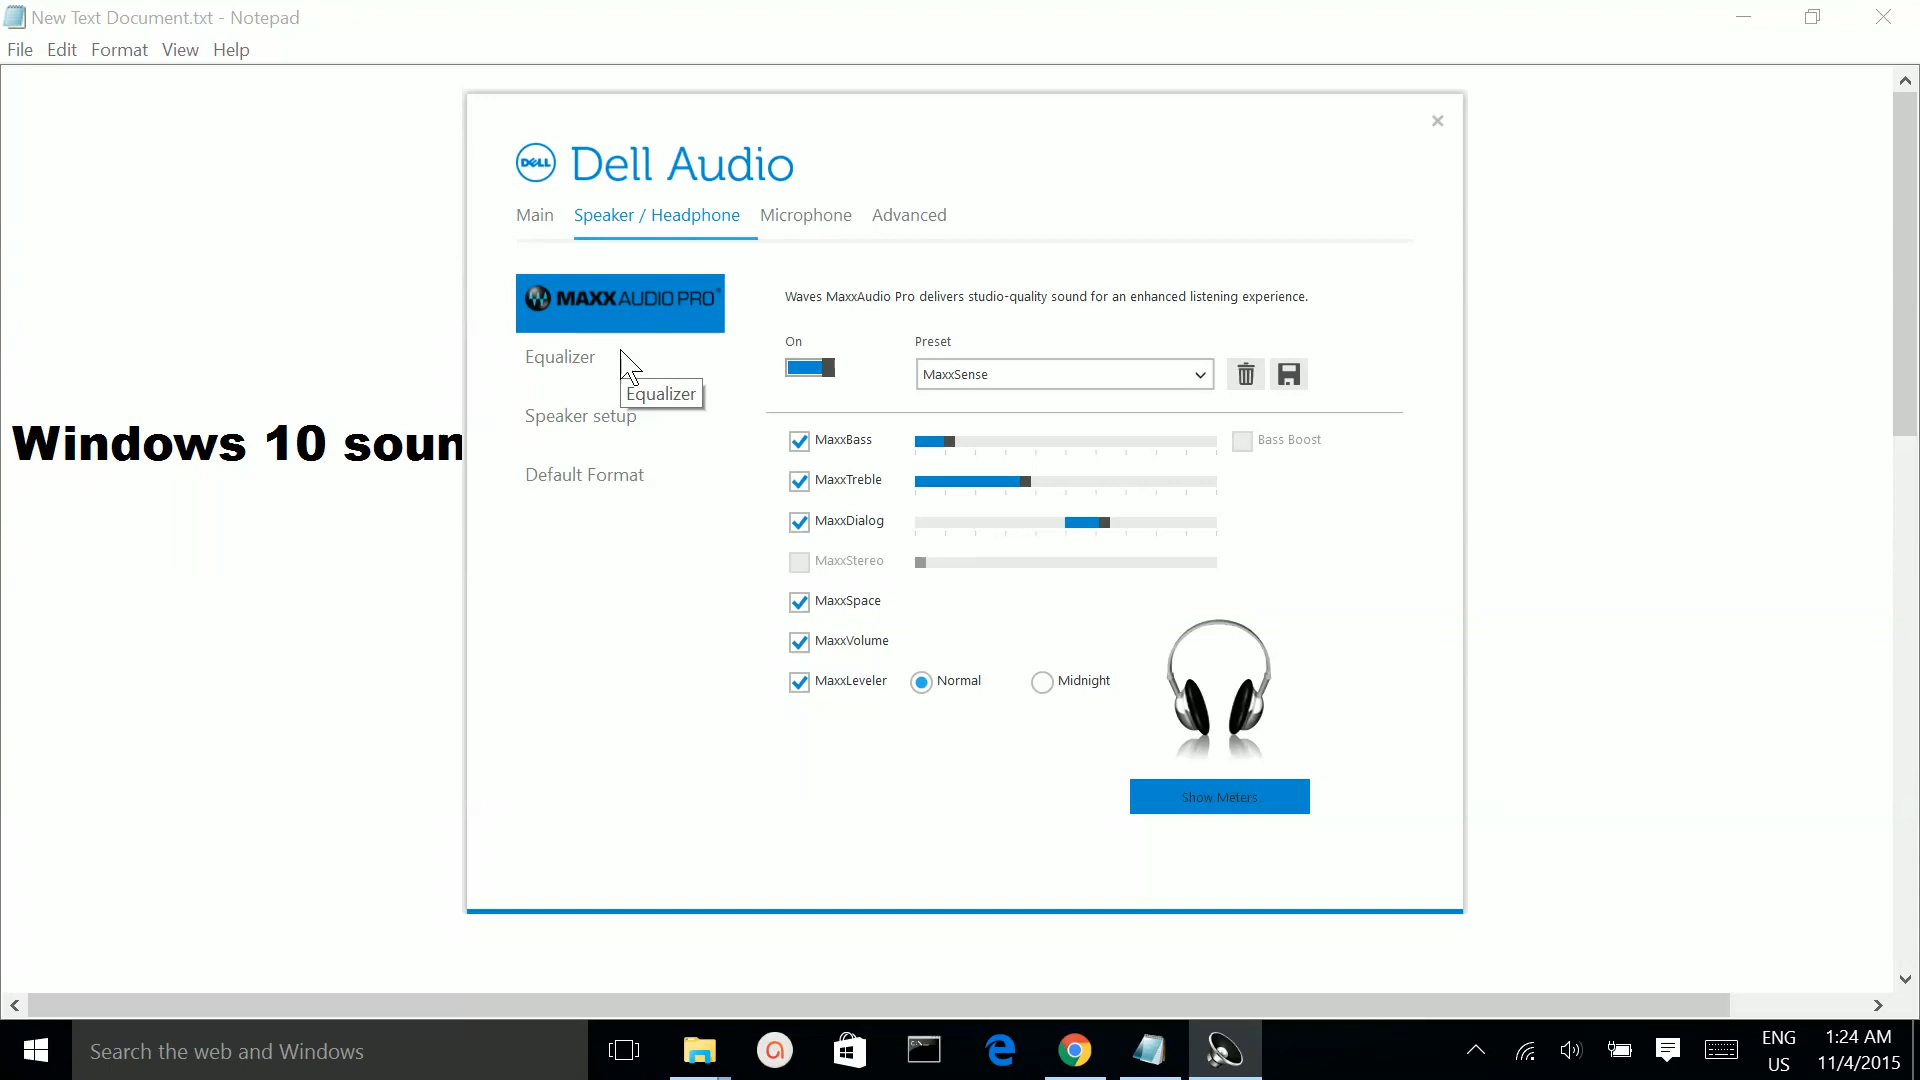 New Text Document.txt - Notepad
File Edit Format View Help
DELL Dell Audio
Main Speaker / Headphone Microphone Advanced
MAXXAUDIO PRO®
Waves MaxxAudio Pro delivers studio-quality sound for an enhanced listening experience.
On Preset
Equalizer
MaxxSense
Equalizer
Speaker setup
Windows 10 soun
MaxxBass Bass Boost
Default Format
MaxxTreble
MaxxDialog
MaxxStereo
MaxxSpace
MaxxVolume
MaxxLeveler Normal Midnight
Show Meters
Search the web and Windows
ENG
US
1:24 AM
11/4/2015